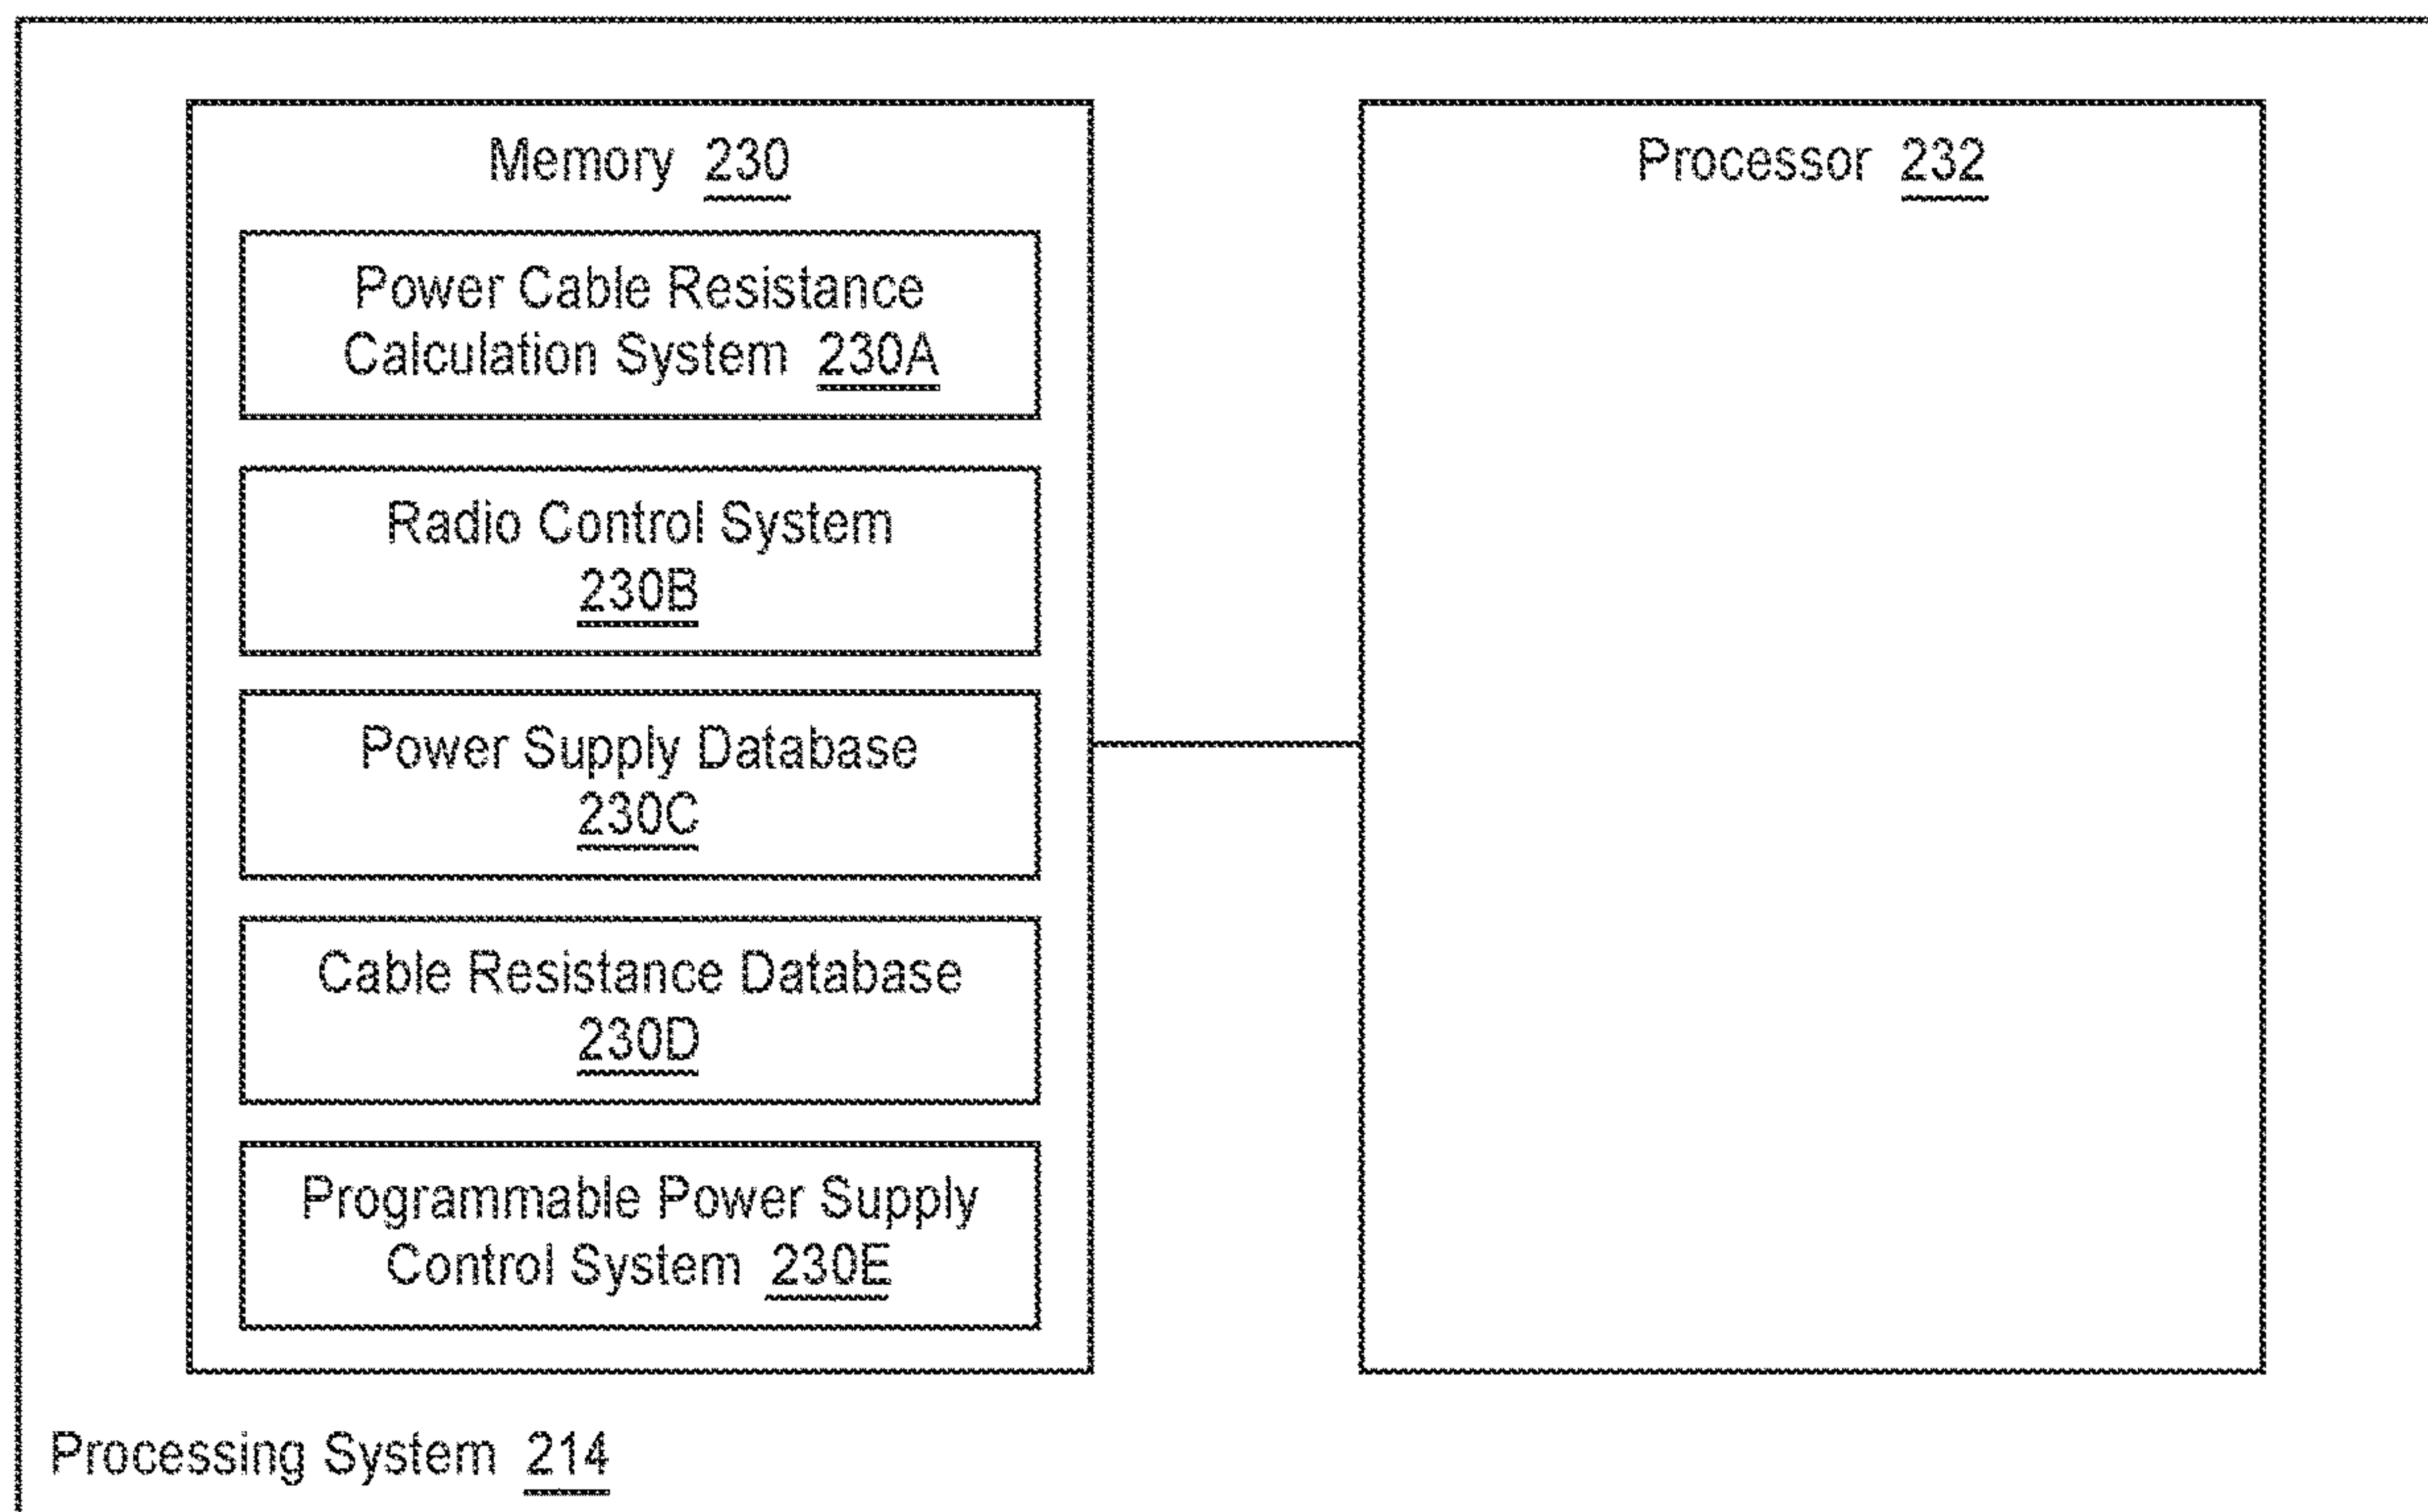 Memory 230
Power Cable Resistance
Calculation System 230A
Radio Control System
230B
Power Supply Database
230C
Cable Resistance Database
230D
Programmable Power Supply
Control System 230E
Processor 232
Processing System 214